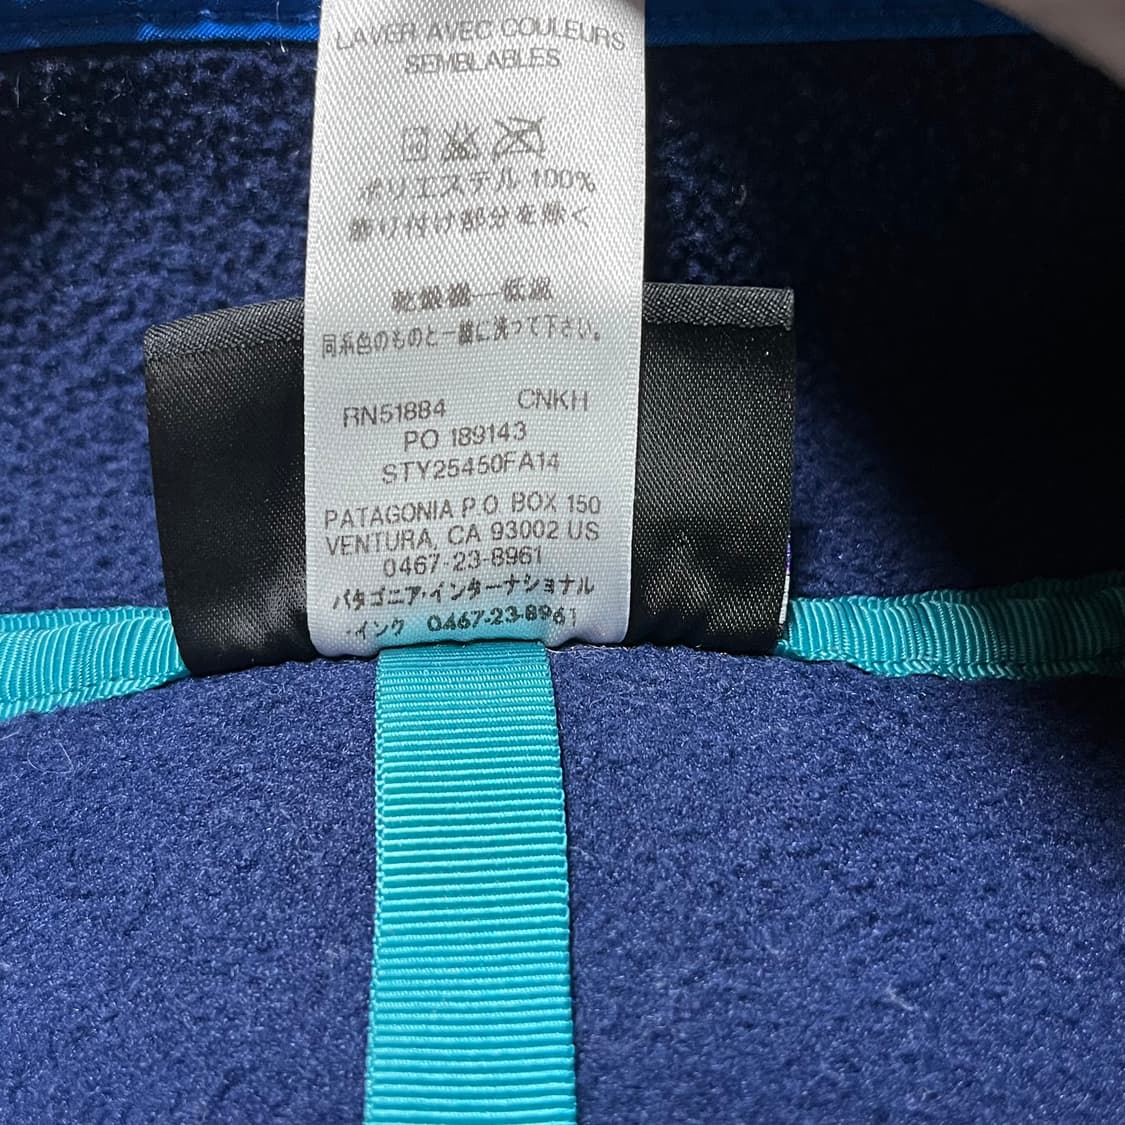 LAVER AVEC COULEURS
SEMBLABLES
ポリエステル 100%
飾り付け部分を除く
乾燥機—低温
同系色のものと一緒に洗って下さい。
RN51884 CNKH
PO 189143
STY25450FA14
PATAGONIA P.O. BOX 150
VENTURA, CA 93002 US
0467-23-8961
パタゴニア・インターナショナル
・インク 0467-23-8961